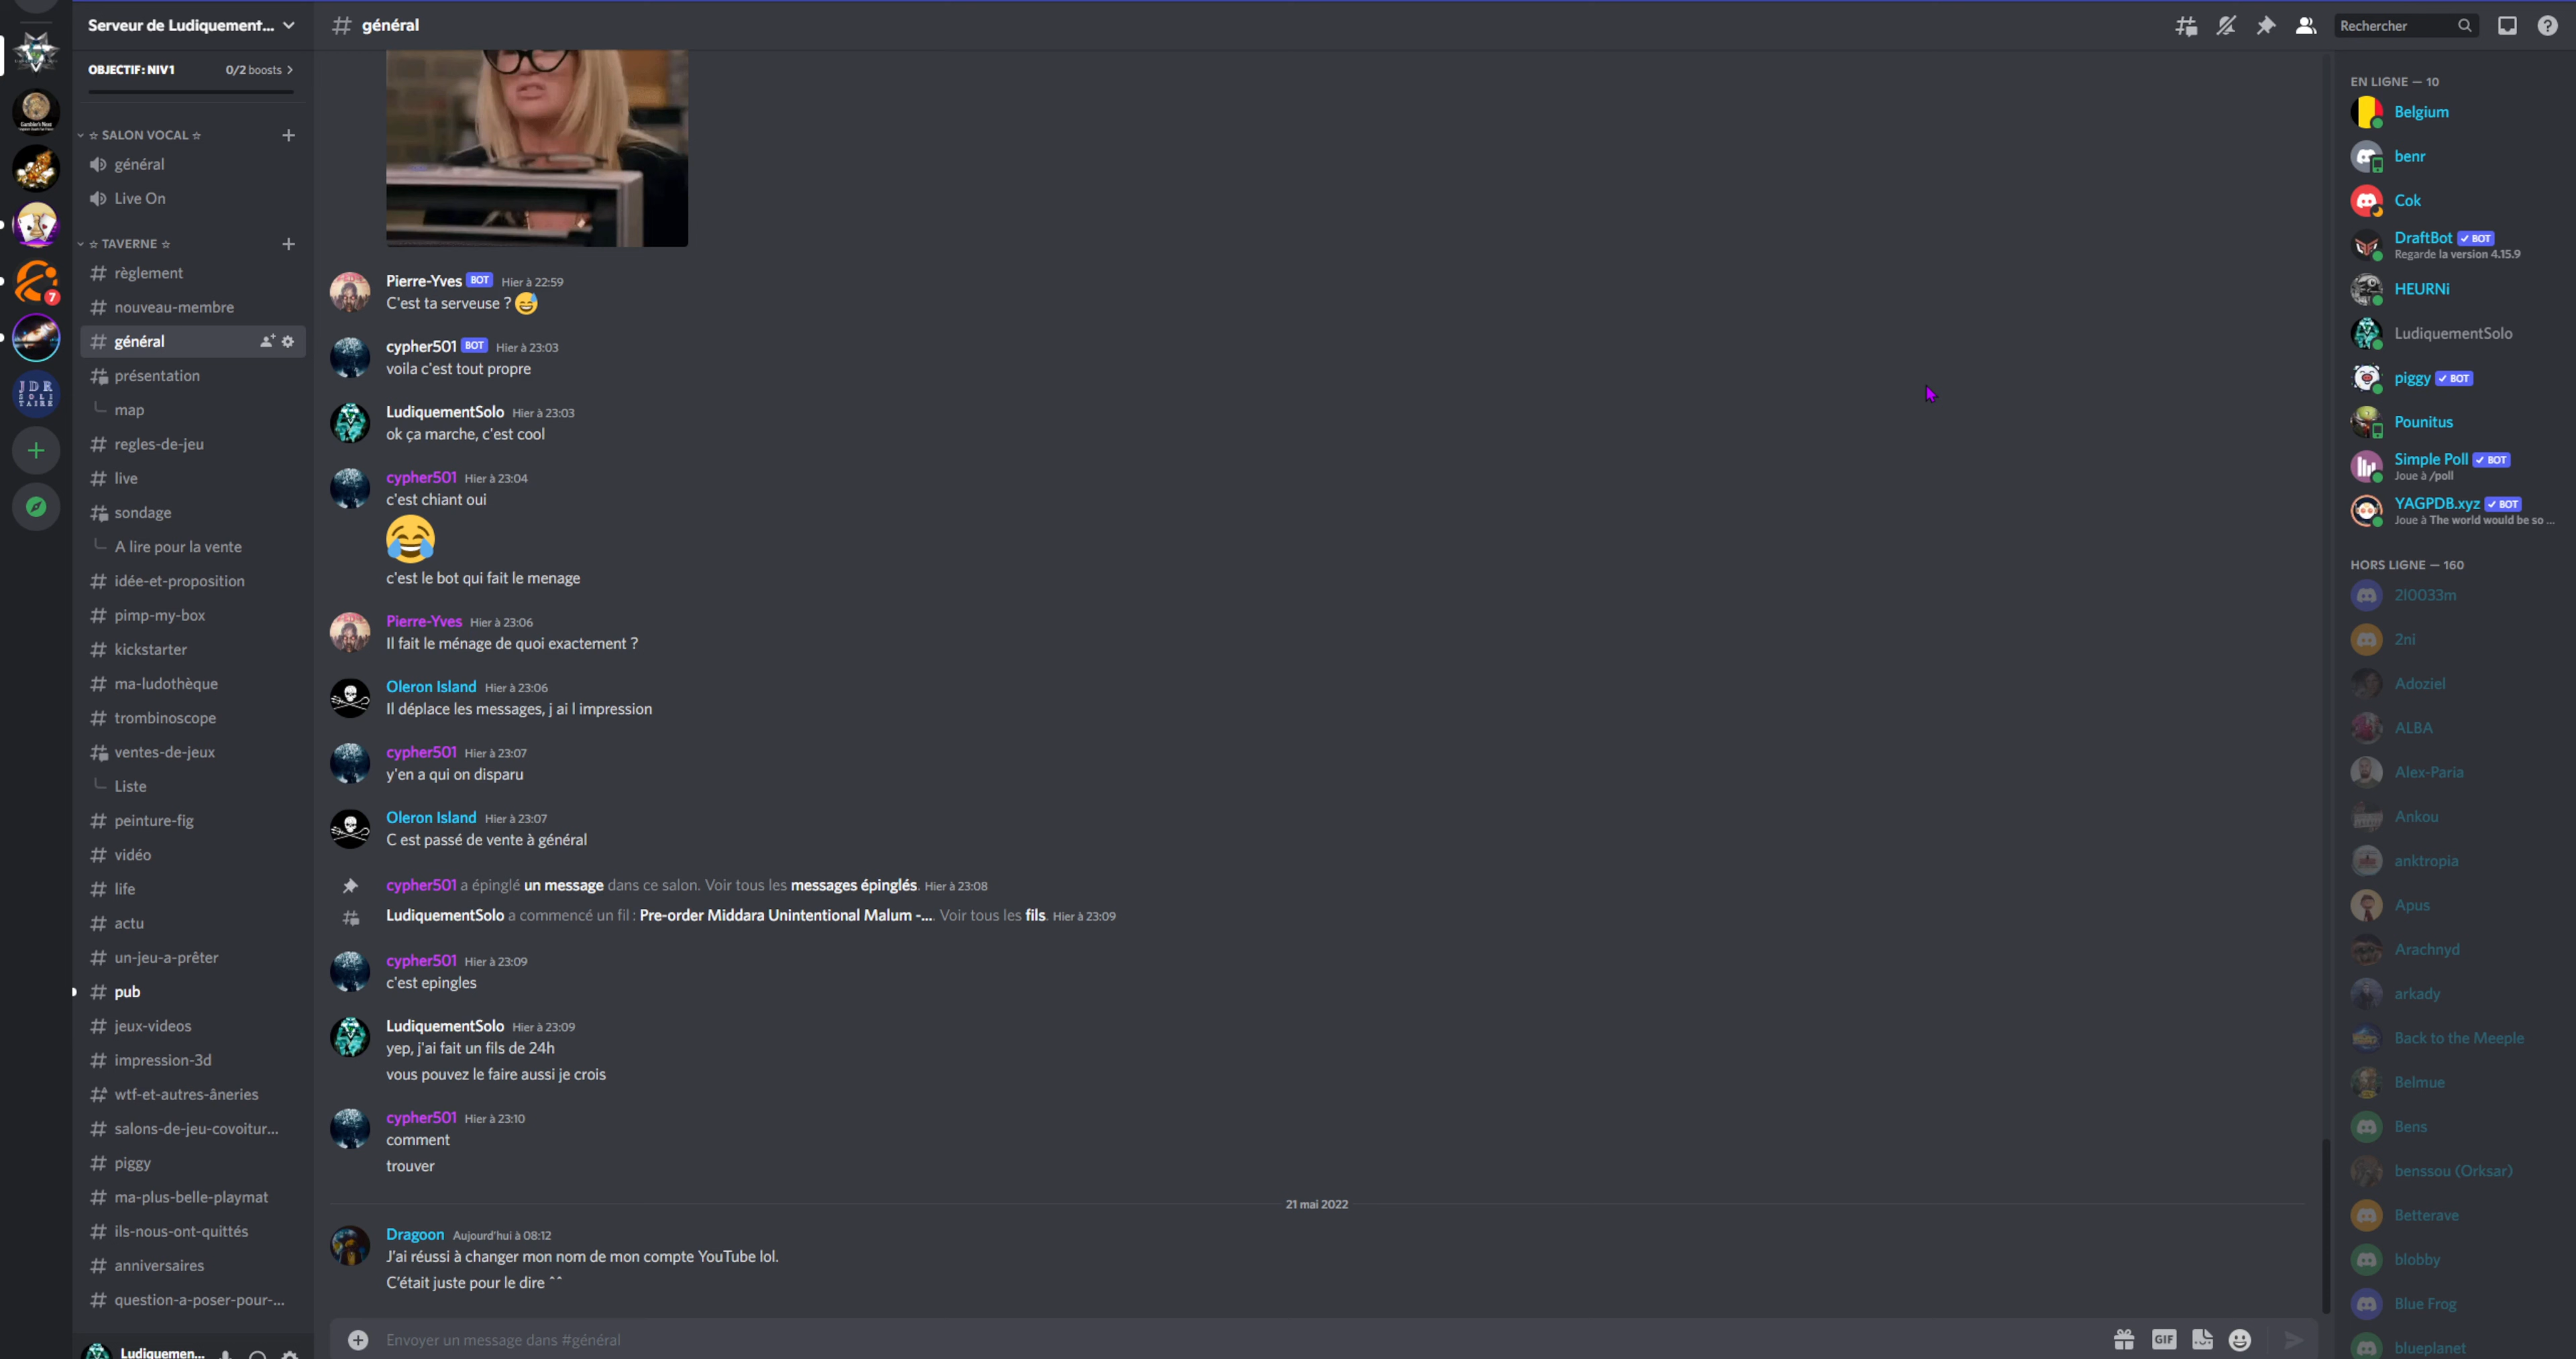 Serveur de Ludiquement...
OBJECTIF: NIV 1
0/2 boosts >
☆ SALON VOCAL ☆
général
Live On
☆ TAVERNE ☆
règlement
nouveau-membre
général
présentation
map
regles-de-jeu
live
sondage
A lire pour la vente
idée-et-proposition
pimp-my-box
kickstarter
ma-ludothèque
trombinoscope
ventes-de-jeux
Liste
peinture-fig
vidéo
life
actu
un-jeu-a-prêter
pub
jeux-videos
impression-3d
wtf-et-autres-âneries
salons-de-jeu-covoitur...
piggy
ma-plus-belle-playmat
ils-nous-ont-quittés
anniversaires
question-a-poser-pour-...
Ludiquemen...
7
JDR
SOLI
TAIRE
# général
Rechercher
Pierre-Yves BOT Hier à 22:59
C'est ta serveuse ? 😅
cypher501 BOT Hier à 23:03
voila c'est tout propre
LudiquementSolo Hier à 23:03
ok ça marche, c'est cool
cypher501 Hier à 23:04
c'est chiant oui
😂
c'est le bot qui fait le menage
Pierre-Yves Hier à 23:06
Il fait le ménage de quoi exactement ?
Oleron Island Hier à 23:06
Il déplace les messages, j ai l impression
cypher501 Hier à 23:07
y'en a qui on disparu
Oleron Island Hier à 23:07
C est passé de vente à général
cypher501 a épinglé un message dans ce salon. Voir tous les messages épinglés. Hier à 23:08
LudiquementSolo a commencé un fil : Pre-order Middara Unintentional Malum -.... Voir tous les fils. Hier à 23:09
cypher501 Hier à 23:09
c'est epingles
LudiquementSolo Hier à 23:09
yep, j'ai fait un fils de 24h
vous pouvez le faire aussi je crois
cypher501 Hier à 23:10
comment
trouver
21 mai 2022
Dragoon Aujourd'hui à 08:12
J'ai réussi à changer mon nom de mon compte YouTube lol.
C'était juste pour le dire ^^
Envoyer un message dans #général
GIF
EN LIGNE — 10
Belgium
benr
Cok
DraftBot ✓ BOT
Regarde la version 4.15.9
HEURNi
LudiquementSolo
piggy ✓ BOT
Pounitus
Simple Poll ✓ BOT
Joue à /poll
YAGPDB.xyz ✓ BOT
Joue à The world would be so ...
HORS LIGNE — 160
2l0033m
2ni
Adoziel
ALBA
Alex-Paria
Ankou
anktropia
Apus
Arachnyd
arkady
Back to the Meeple
Belmue
Bens
benssou (Orksar)
Betterave
blobby
Blue Frog
blueplanet